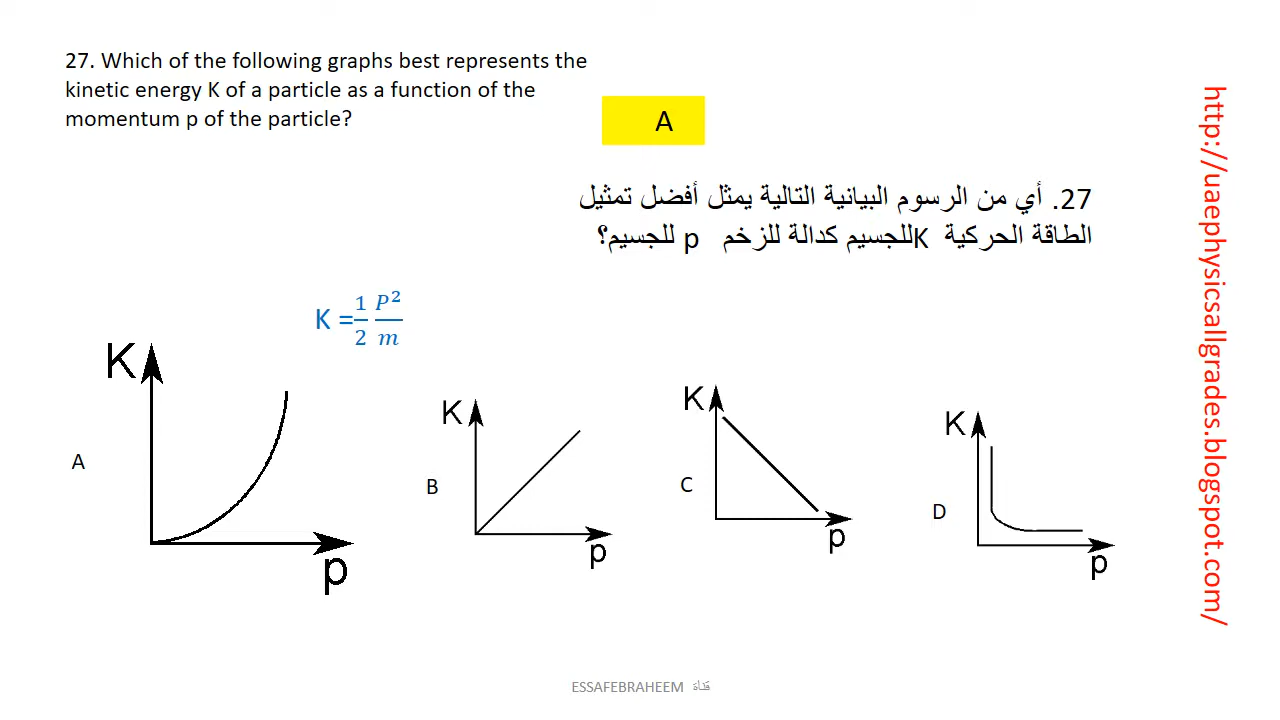 27. Which of the following graphs best represents the
kinetic energy K of a particle as a function of the
momentum p of the particle?
A
27. أي من الرسوم البيانية التالية يمثل أفضل تمثيل
الطاقة الحركية Kللجسيم كدالة للزخم p للجسيم؟
K =1/2 P²/m
A
K
p
B
K
p
C
K
p
D
K
p
http://uaephysicsallgrades.blogspot.com/
ESSAFEBRAHEEM قناة